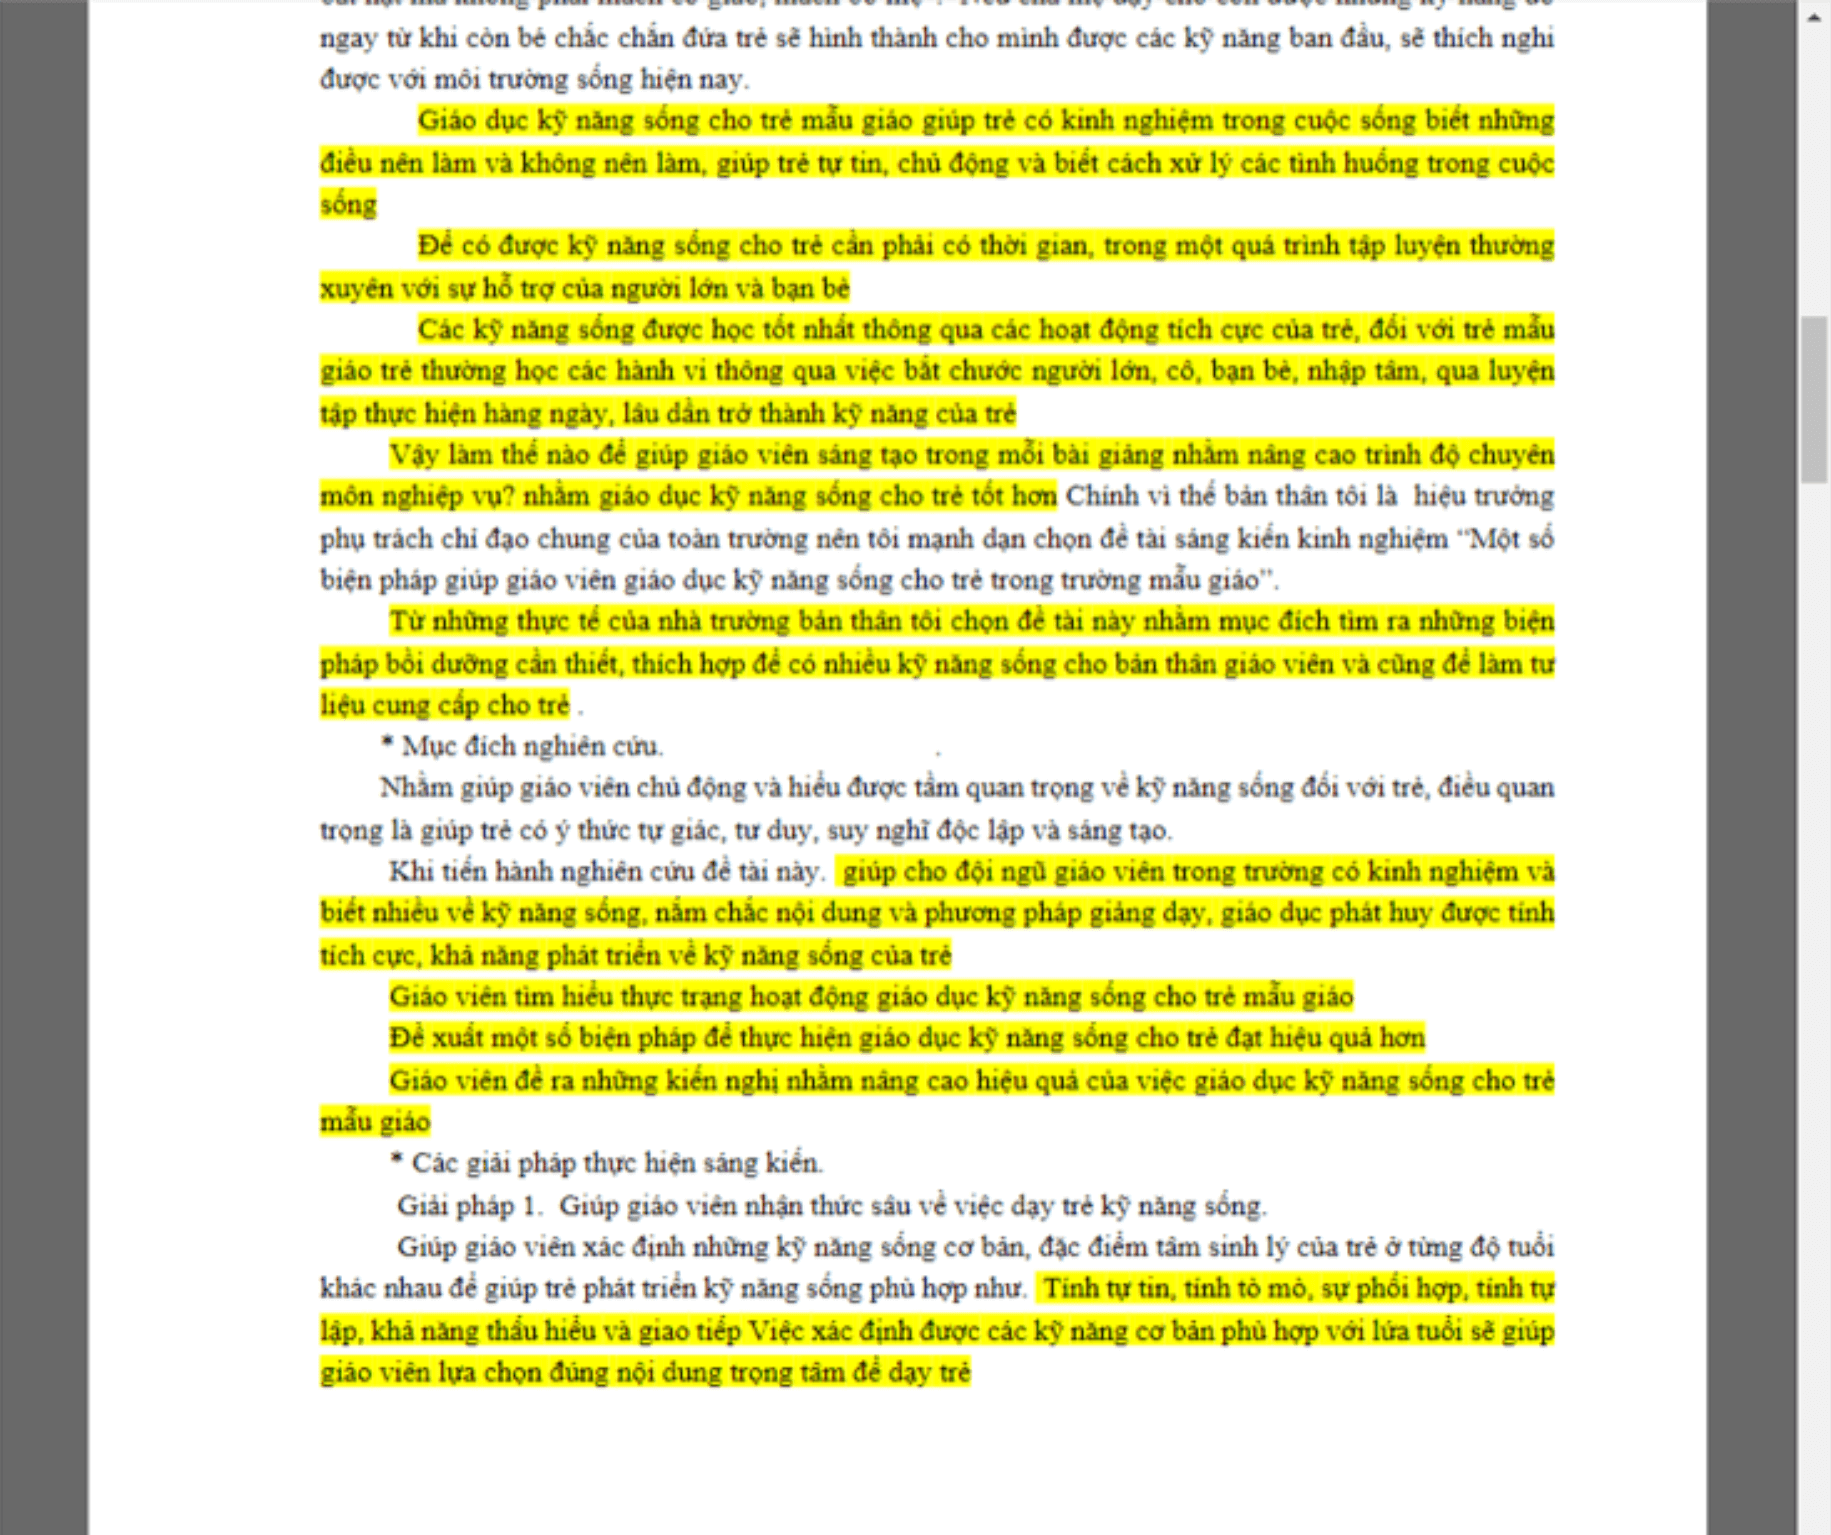 ngay từ khi còn bé chắc chắn đứa trẻ sẽ hình thành cho mình được các kỹ năng ban đầu, sẽ thích nghi
được với môi trường sống hiện nay.
Giáo dục kỹ năng sống cho trẻ mẫu giáo giúp trẻ có kinh nghiệm trong cuộc sống biết những
điều nên làm và không nên làm, giúp trẻ tự tin, chủ động và biết cách xử lý các tình huống trong cuộc
sống
Để có được kỹ năng sống cho trẻ cần phải có thời gian, trong một quá trình tập luyện thường
xuyên với sự hỗ trợ của người lớn và bạn bè
Các kỹ năng sống được học tốt nhất thông qua các hoạt động tích cực của trẻ, đối với trẻ mẫu
giáo trẻ thường học các hành vi thông qua việc bắt chước người lớn, cô, bạn bè, nhập tâm, qua luyện
tập thực hiện hàng ngày, lâu dần trở thành kỹ năng của trẻ
Vậy làm thế nào để giúp giáo viên sáng tạo trong mỗi bài giảng nhằm nâng cao trình độ chuyên
môn nghiệp vụ? nhằm giáo dục kỹ năng sống cho trẻ tốt hơn Chính vì thế bản thân tôi là  hiệu trưởng
phụ trách chỉ đạo chung của toàn trường nên tôi mạnh dạn chọn đề tài sáng kiến kinh nghiệm “Một số
biện pháp giúp giáo viên giáo dục kỹ năng sống cho trẻ trong trường mẫu giáo”.
Từ những thực tế của nhà trường bản thân tôi chọn đề tài này nhằm mục đích tìm ra những biện
pháp bồi dưỡng cần thiết, thích hợp để có nhiều kỹ năng sống cho bản thân giáo viên và cũng để làm tư
liệu cung cấp cho trẻ .
* Mục đích nghiên cứu. .
Nhằm giúp giáo viên chủ động và hiểu được tầm quan trọng về kỹ năng sống đối với trẻ, điều quan
trọng là giúp trẻ có ý thức tự giác, tư duy, suy nghĩ độc lập và sáng tạo.
Khi tiến hành nghiên cứu đề tài này.  giúp cho đội ngũ giáo viên trong trường có kinh nghiệm và
biết nhiều về kỹ năng sống, nắm chắc nội dung và phương pháp giảng dạy, giáo dục phát huy được tính
tích cực, khả năng phát triển về kỹ năng sống của trẻ
Giáo viên tìm hiểu thực trạng hoạt động giáo dục kỹ năng sống cho trẻ mẫu giáo
Đề xuất một số biện pháp để thực hiện giáo dục kỹ năng sống cho trẻ đạt hiệu quả hơn
Giáo viên đề ra những kiến nghị nhằm nâng cao hiệu quả của việc giáo dục kỹ năng sống cho trẻ
mẫu giáo
* Các giải pháp thực hiện sáng kiến.
Giải pháp 1.  Giúp giáo viên nhận thức sâu về việc dạy trẻ kỹ năng sống.
Giúp giáo viên xác định những kỹ năng sống cơ bản, đặc điểm tâm sinh lý của trẻ ở từng độ tuổi
khác nhau để giúp trẻ phát triển kỹ năng sống phù hợp như.  Tính tự tin, tính tò mò, sự phối hợp, tính tự
lập, khả năng thấu hiểu và giao tiếp Việc xác định được các kỹ năng cơ bản phù hợp với lứa tuổi sẽ giúp
giáo viên lựa chọn đúng nội dung trọng tâm để dạy trẻ